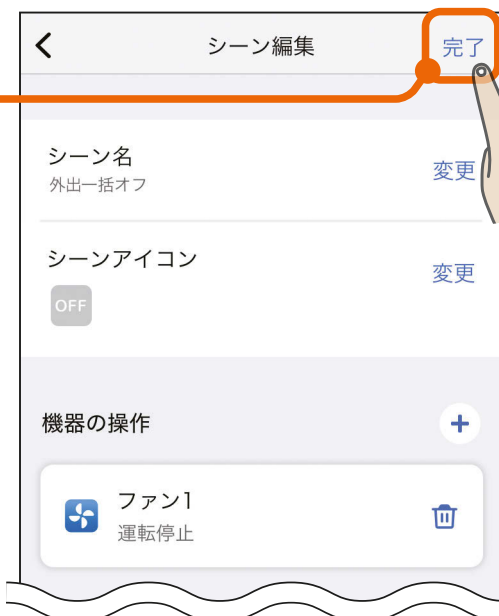 シーン編集
完了
シーン名
変更
外出一括オフ
シーンアイコン
変更
OFF
機器の操作
ファン1
運転停止